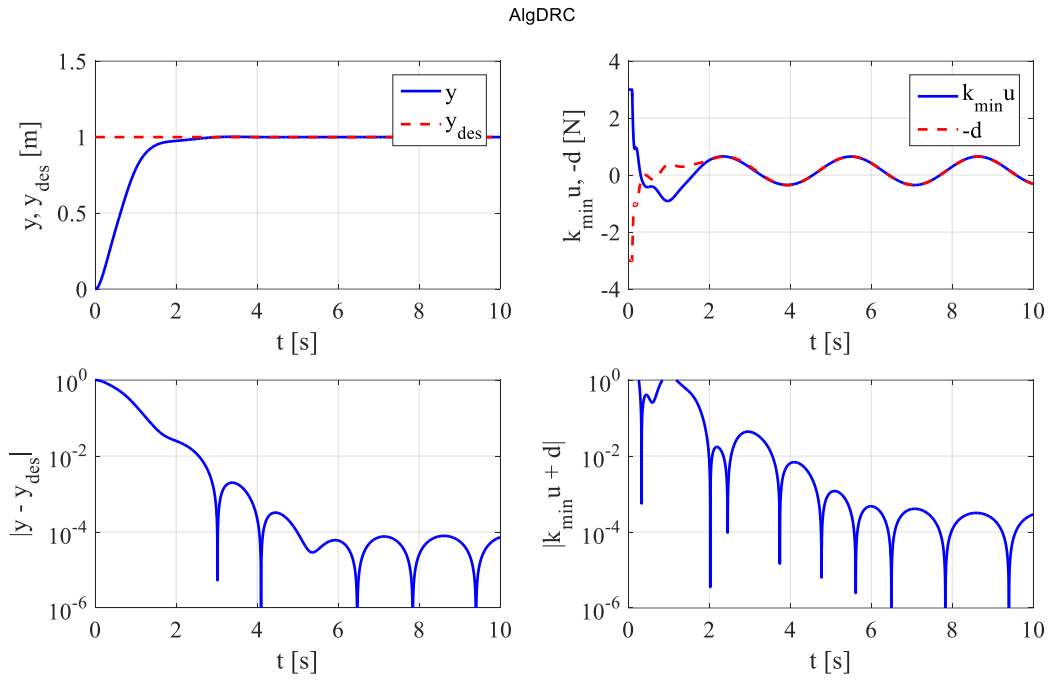 AlgDRC
1.5
1
0.5
0
y, y_des [m]
y
y_des
0 2 4 6 8 10
t [s]
4
2
0
-2
-4
k_min u, -d [N]
k_min u
-d
0 2 4 6 8 10
t [s]
10^0
10^-2
10^-4
10^-6
|y - y_des|
0 2 4 6 8 10
t [s]
10^0
10^-2
10^-4
10^-6
|k_min u + d|
0 2 4 6 8 10
t [s]